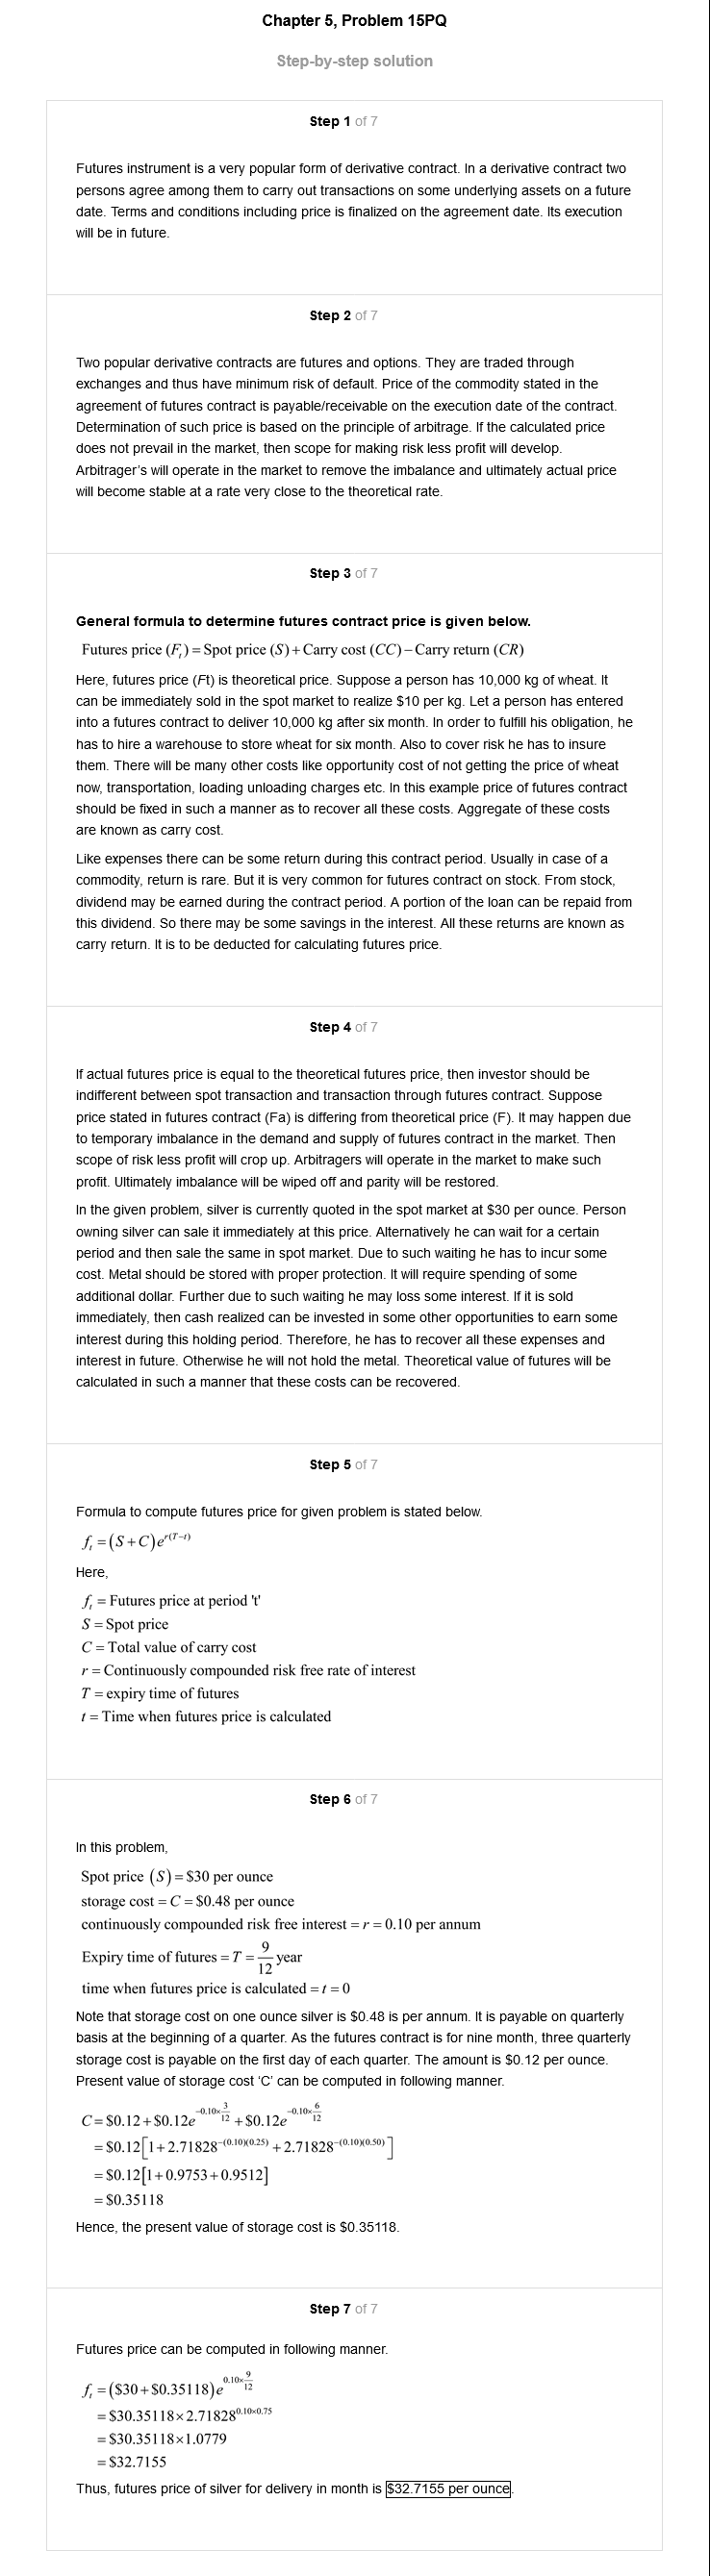 Chapter 5, Problem 15PQ
Step-by-step solution
Step 1 of 7
Futures instrument is a very popular form of derivative contract. In a derivative contract two
persons agree among them to carry out transactions on some underlying assets on a future
date. Terms and conditions including price is finalized on the agreement date. Its execution
will be in future.
Step 2 of 7
Two popular derivative contracts are futures and options. They are traded through
exchanges and thus have minimum risk of default. Price of the commodity stated in the
agreement of futures contract is payable/receivable on the execution date of the contract.
Determination of such price is based on the principle of arbitrage. If the calculated price
does not prevail in the market, then scope for making risk less profit will develop.
Arbitrager's will operate in the market to remove the imbalance and ultimately actual price
will become stable at a rate very close to the theoretical rate.
Step 3 of 7
General formula to determine futures contract price is given below.
Futures price (F_t) = Spot price (S) + Carry cost (CC) − Carry return (CR)
Here, futures price (Ft) is theoretical price. Suppose a person has 10,000 kg of wheat. It
can be immediately sold in the spot market to realize $10 per kg. Let a person has entered
into a futures contract to deliver 10,000 kg after six month. In order to fulfill his obligation, he
has to hire a warehouse to store wheat for six month. Also to cover risk he has to insure
them. There will be many other costs like opportunity cost of not getting the price of wheat
now, transportation, loading unloading charges etc. In this example price of futures contract
should be fixed in such a manner as to recover all these costs. Aggregate of these costs
are known as carry cost.
Like expenses there can be some return during this contract period. Usually in case of a
commodity, return is rare. But it is very common for futures contract on stock. From stock,
dividend may be earned during the contract period. A portion of the loan can be repaid from
this dividend. So there may be some savings in the interest. All these returns are known as
carry return. It is to be deducted for calculating futures price.
Step 4 of 7
If actual futures price is equal to the theoretical futures price, then investor should be
indifferent between spot transaction and transaction through futures contract. Suppose
price stated in futures contract (Fa) is differing from theoretical price (F). It may happen due
to temporary imbalance in the demand and supply of futures contract in the market. Then
scope of risk less profit will crop up. Arbitragers will operate in the market to make such
profit. Ultimately imbalance will be wiped off and parity will be restored.
In the given problem, silver is currently quoted in the spot market at $30 per ounce. Person
owning silver can sale it immediately at this price. Alternatively he can wait for a certain
period and then sale the same in spot market. Due to such waiting he has to incur some
cost. Metal should be stored with proper protection. It will require spending of some
additional dollar. Further due to such waiting he may loss some interest. If it is sold
immediately, then cash realized can be invested in some other opportunities to earn some
interest during this holding period. Therefore, he has to recover all these expenses and
interest in future. Otherwise he will not hold the metal. Theoretical value of futures will be
calculated in such a manner that these costs can be recovered.
Step 5 of 7
Formula to compute futures price for given problem is stated below.
f_t = (S + C)e^{r(T−t)}
Here,
f_t = Futures price at period 't'
S = Spot price
C = Total value of carry cost
r = Continuously compounded risk free rate of interest
T = expiry time of futures
t = Time when futures price is calculated
Step 6 of 7
In this problem,
Spot price (S) = $30 per ounce
storage cost = C = $0.48 per ounce
continuously compounded risk free interest = r = 0.10 per annum
Expiry time of futures = T = 9/12 year
time when futures price is calculated = t = 0
Note that storage cost on one ounce silver is $0.48 is per annum. It is payable on quarterly
basis at the beginning of a quarter. As the futures contract is for nine month, three quarterly
storage cost is payable on the first day of each quarter. The amount is $0.12 per ounce.
Present value of storage cost 'C' can be computed in following manner.
C = $0.12 + $0.12e^{−0.10×3/12} + $0.12e^{−0.10×6/12}
= $0.12[1 + 2.71828^{−(0.10)(0.25)} + 2.71828^{−(0.10)(0.50)}]
= $0.12[1 + 0.9753 + 0.9512]
= $0.35118
Hence, the present value of storage cost is $0.35118.
Step 7 of 7
Futures price can be computed in following manner.
f_t = ($30 + $0.35118)e^{0.10×9/12}
= $30.35118 × 2.71828^{0.10×0.75}
= $30.35118 × 1.0779
= $32.7155
Thus, futures price of silver for delivery in month is $32.7155 per ounce.